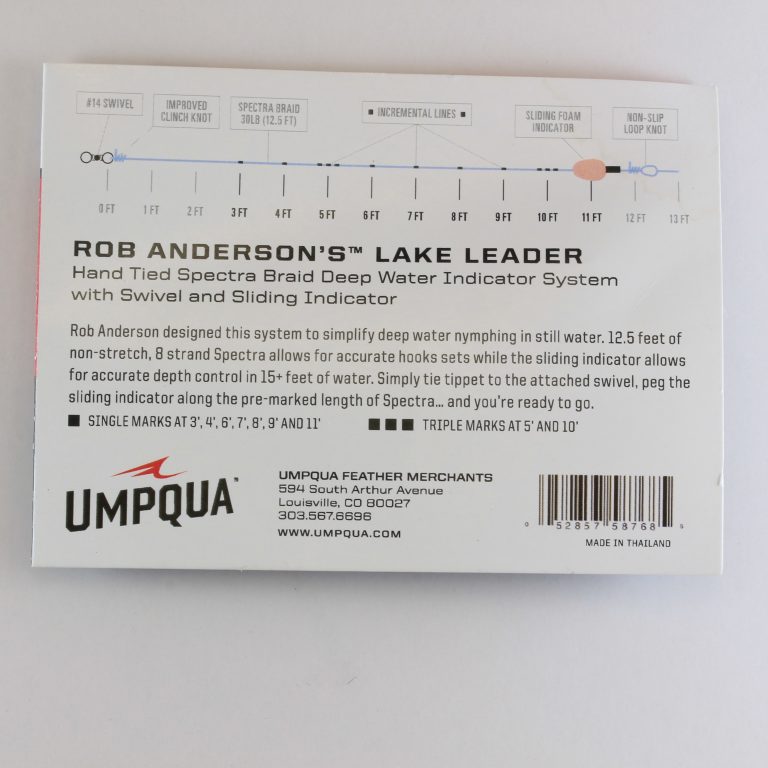 #14 SWIVEL
IMPROVED
CLINCH KNOT
SPECTRA BRAID
30LB (12.5 FT)
■ INCREMENTAL LINES ■
SLIDING FOAM
INDICATOR
NON-SLIP
LOOP KNOT
0 FT 1 FT 2 FT 3 FT 4 FT 5 FT 6 FT 7 FT 8 FT 9 FT 10 FT 11 FT 12 FT 13 FT
ROB ANDERSON'S™ LAKE LEADER
Hand Tied Spectra Braid Deep Water Indicator System
with Swivel and Sliding Indicator
Rob Anderson designed this system to simplify deep water nymphing in still water. 12.5 feet of
non-stretch, 8 strand Spectra allows for accurate hooks sets while the sliding indicator allows
for accurate depth control in 15+ feet of water. Simply tie tippet to the attached swivel, peg the
sliding indicator along the pre-marked length of Spectra... and you're ready to go.
■ SINGLE MARKS AT 3', 4', 6', 7', 8', 9' AND 11' ■■■ TRIPLE MARKS AT 5' AND 10'
UMPQUA™
UMPQUA FEATHER MERCHANTS
594 South Arthur Avenue
Louisville, CO 80027
303.567.6696
WWW.UMPQUA.COM
0 52857 58768 9
MADE IN THAILAND